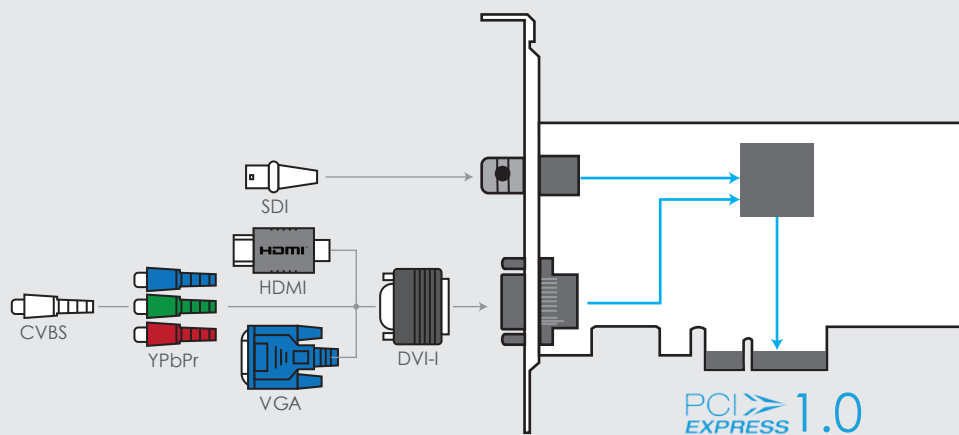 SDI
HDMI
HDMI
CVBS
YPbPr
DVI-I
VGA
PCI EXPRESS 1.0